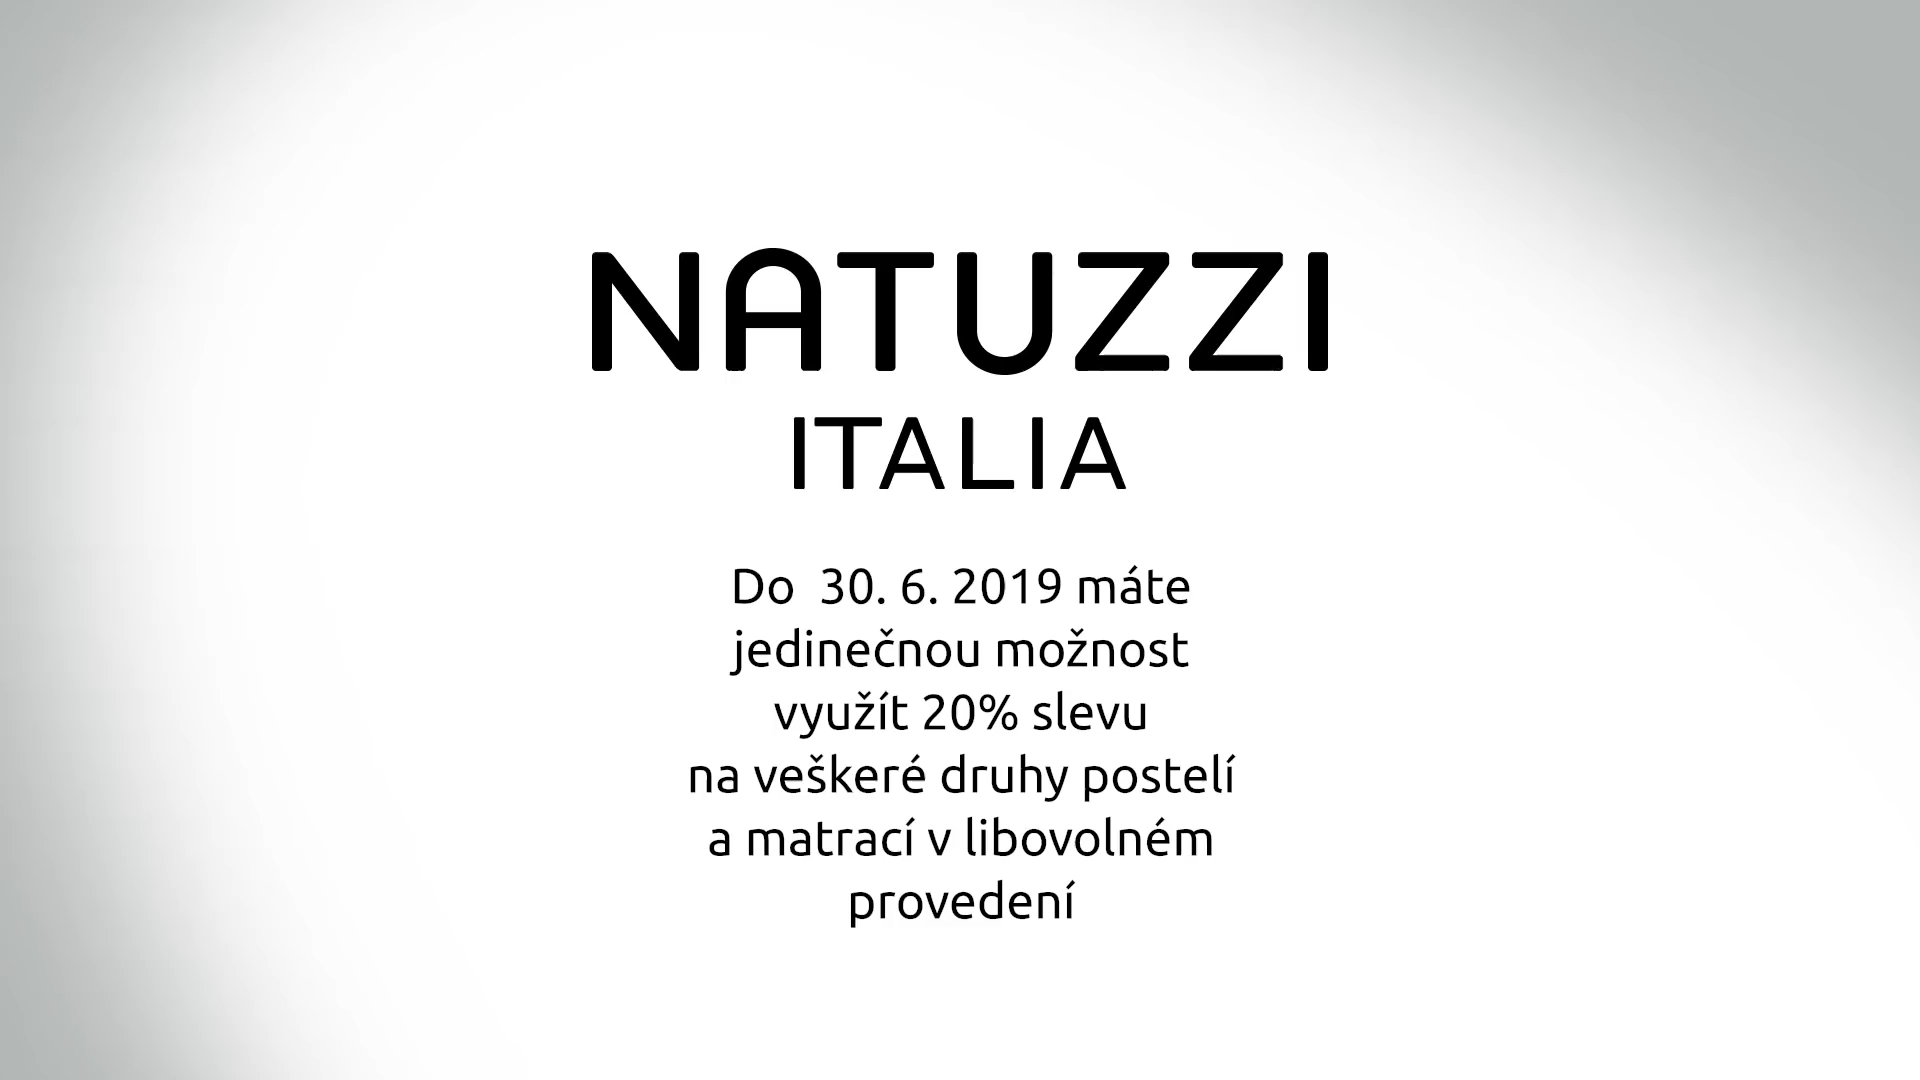 NATUZZI
ITALIA
Do  30. 6. 2019 máte
jedinečnou možnost
využít 20% slevu
na veškeré druhy postelí
a matrací v libovolném
provedení